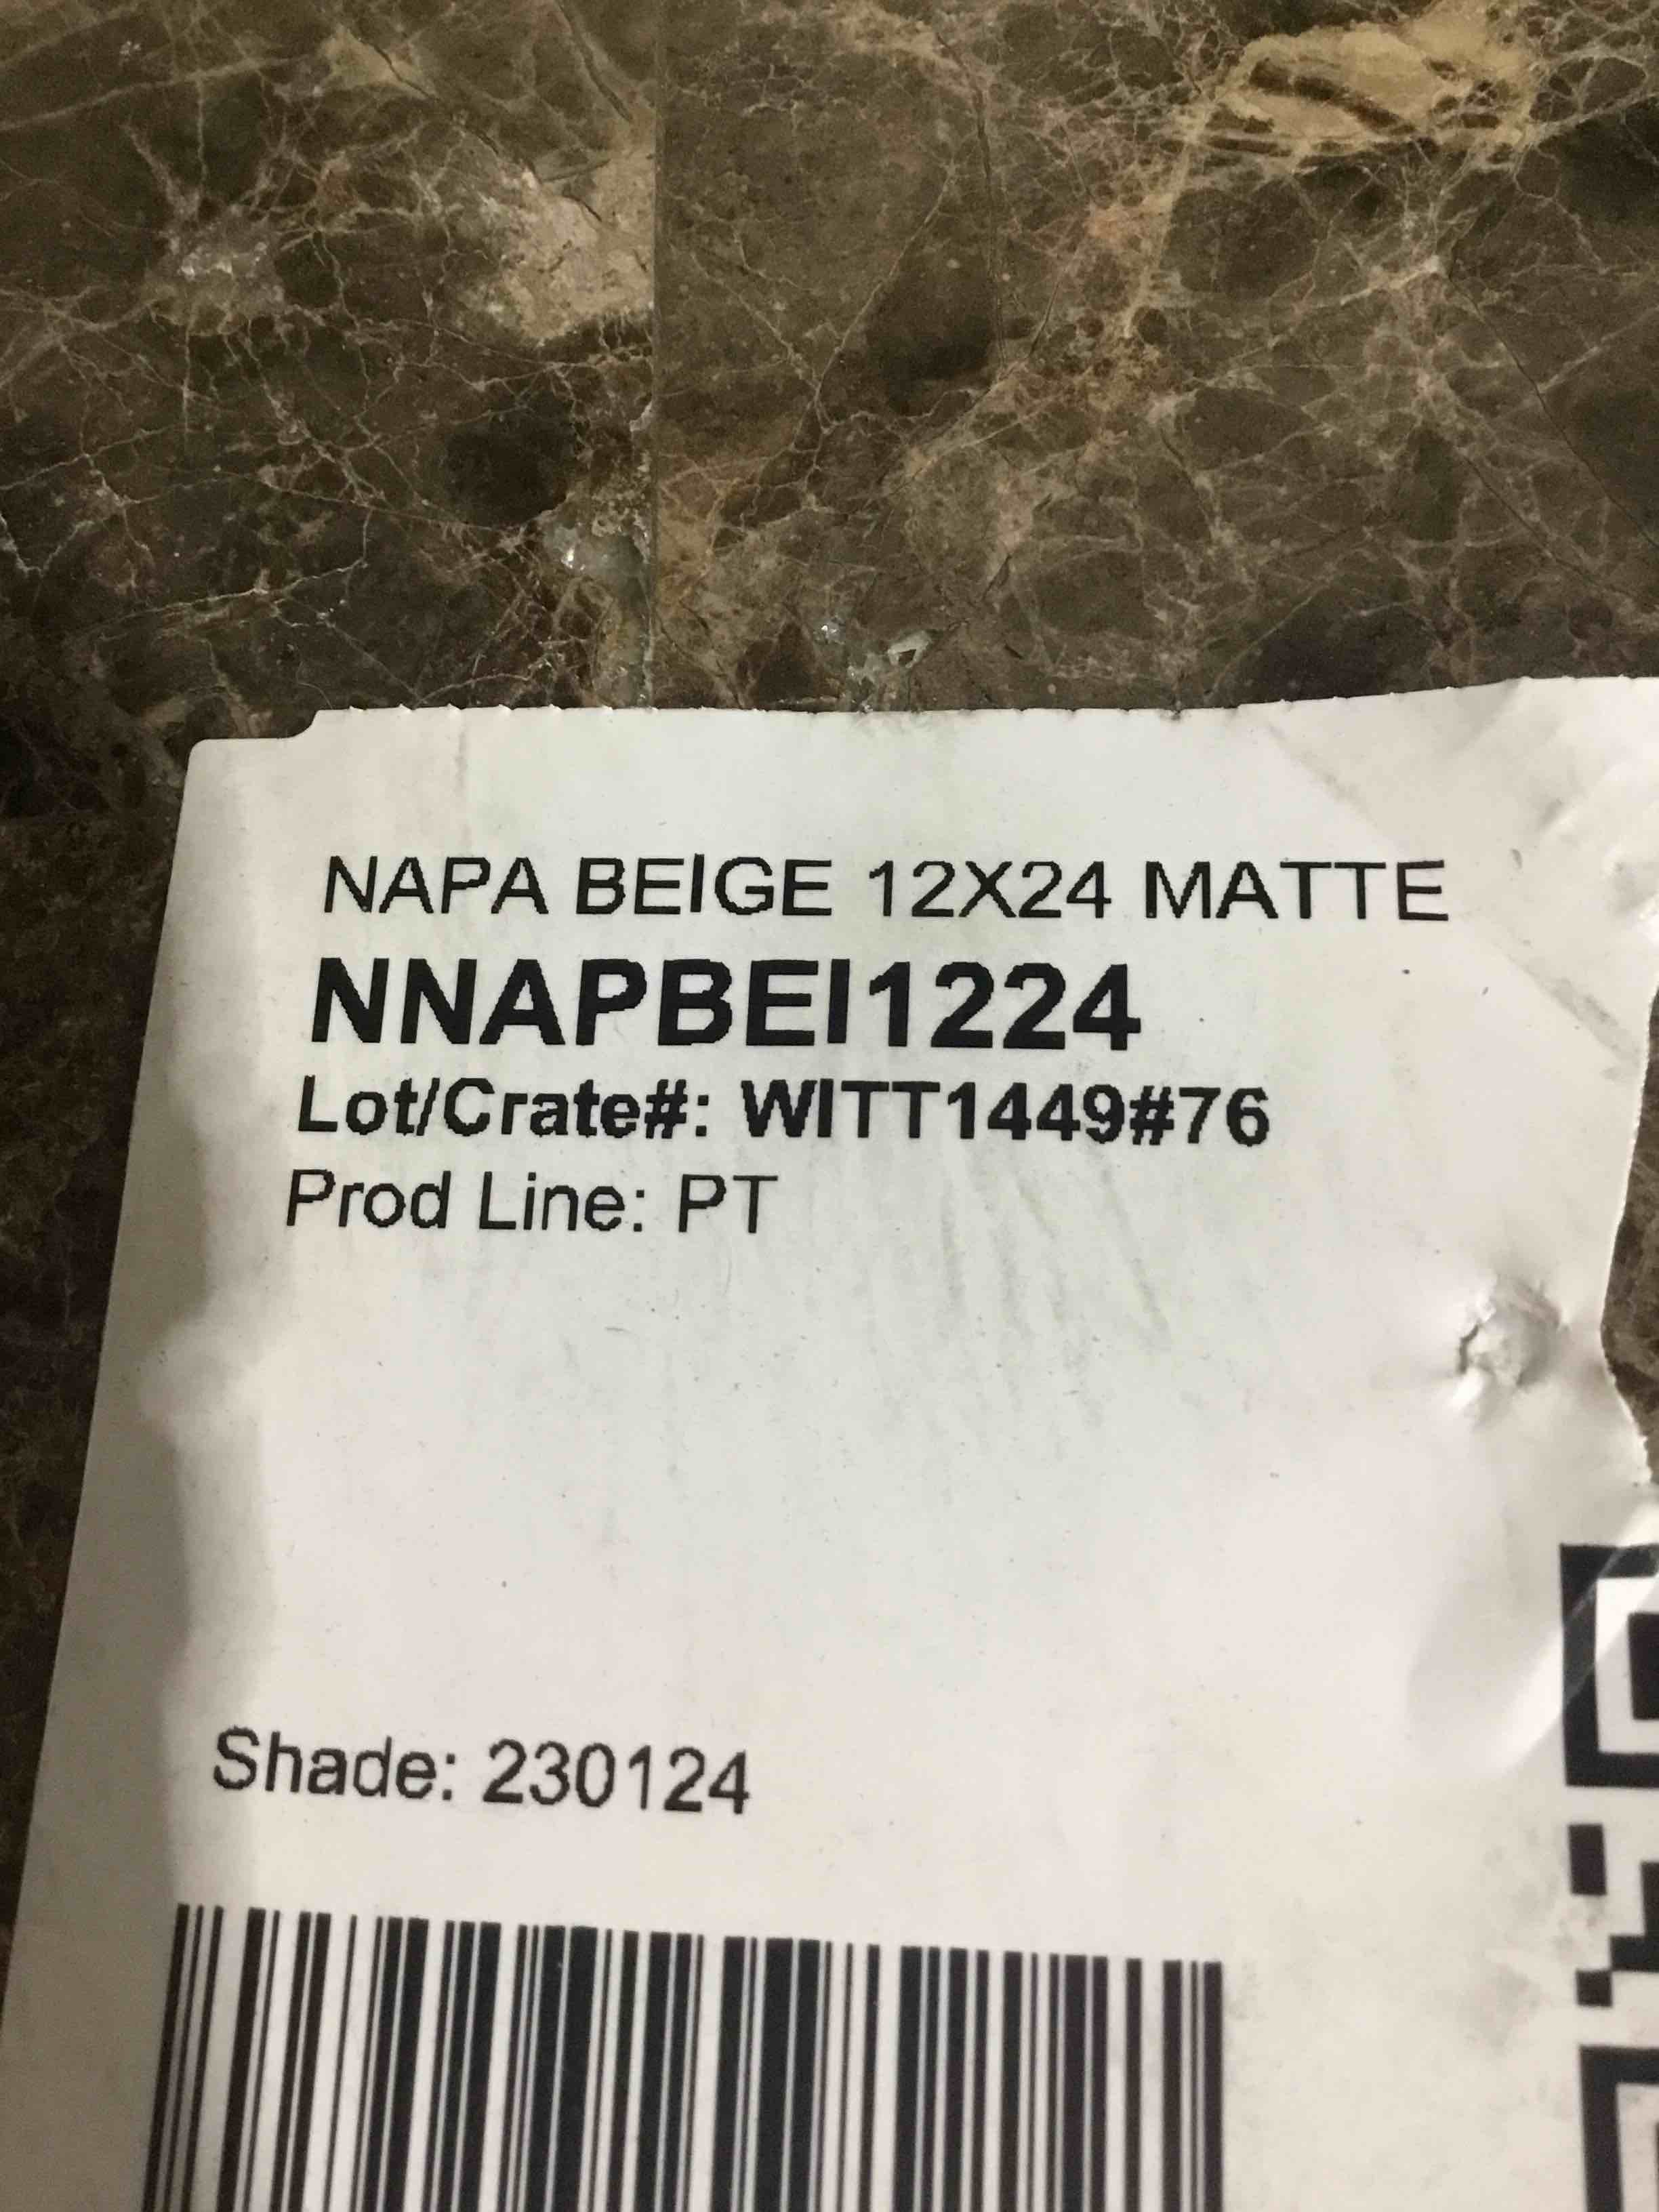 NAPA BEIGE 12X24 MATTE
NNAPBEI1224
Lot/Crate#: WITT1449#76
Prod Line: PT
Shade: 230124